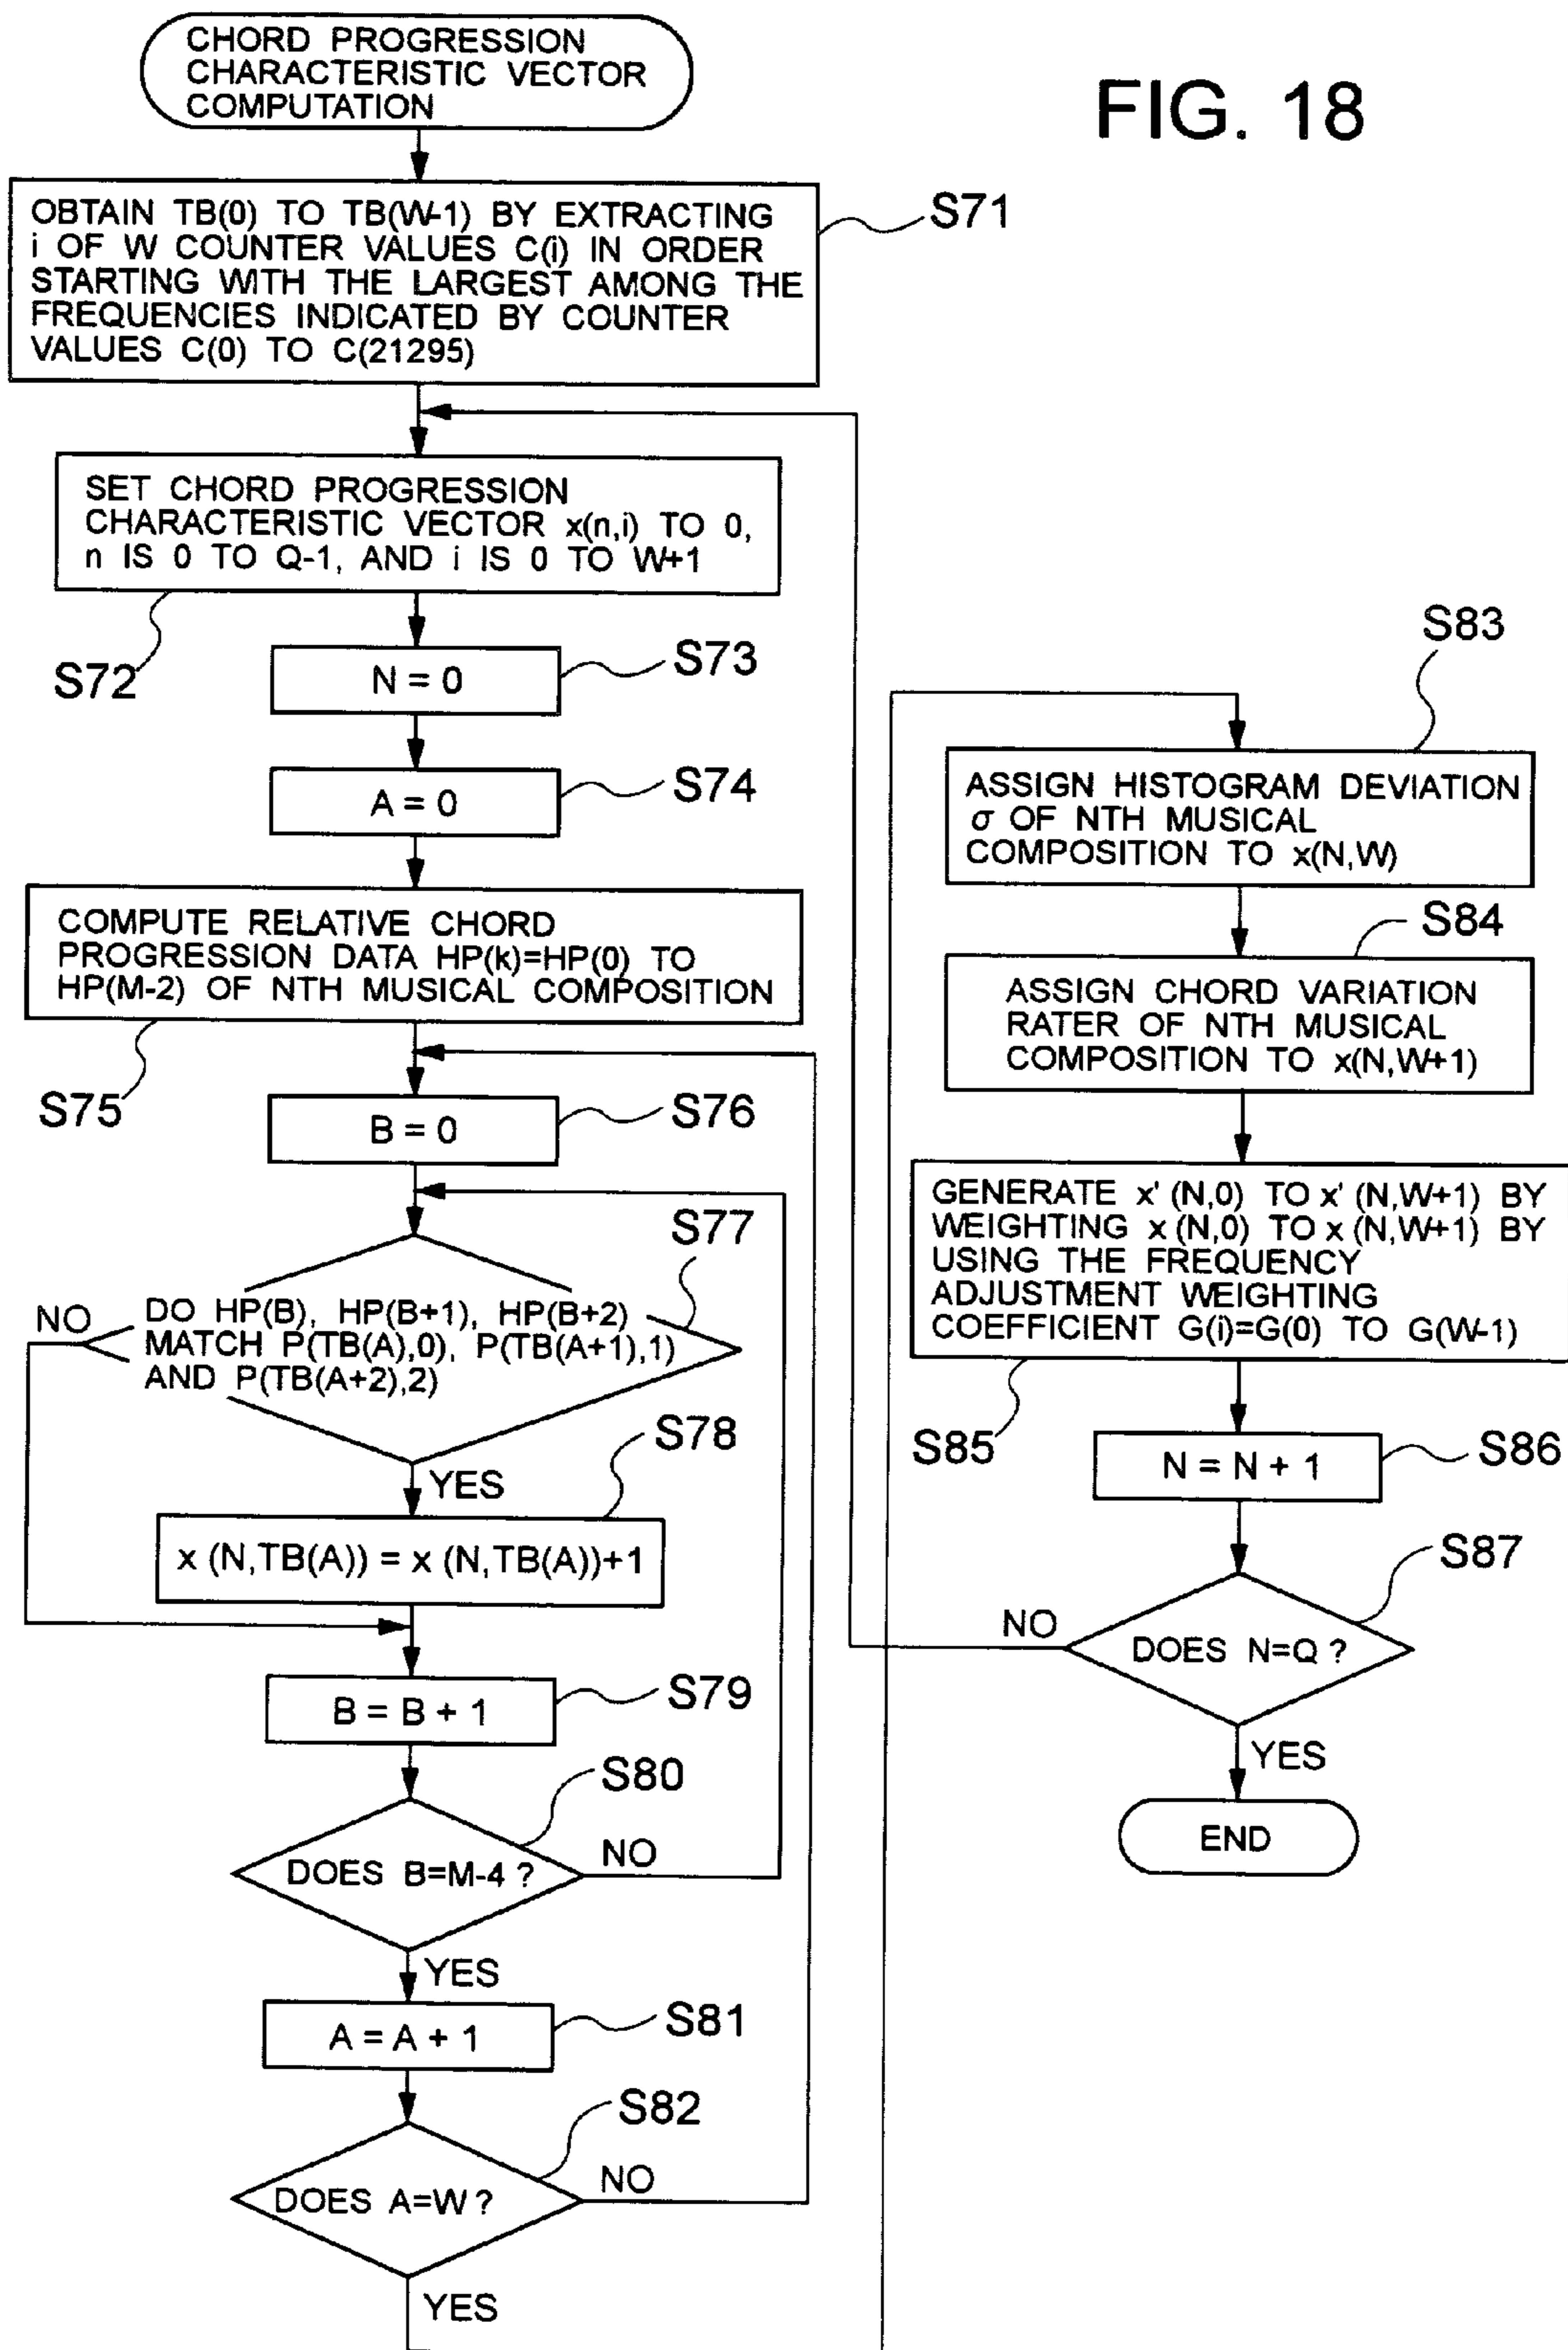 CHORD PROGRESSION
CHARACTERISTIC VECTOR
COMPUTATION
FIG. 18
OBTAIN TB(0) TO TB(W-1) BY EXTRACTING
i OF W COUNTER VALUES C(i) IN ORDER
STARTING WITH THE LARGEST AMONG THE
FREQUENCIES INDICATED BY COUNTER
VALUES C(0) TO C(21295)
S71
SET CHORD PROGRESSION
CHARACTERISTIC VECTOR x(n,i) TO 0,
n IS 0 TO Q-1, AND i IS 0 TO W+1
S72
N = 0
S73
A = 0
S74
COMPUTE RELATIVE CHORD
PROGRESSION DATA HP(k)=HP(0) TO
HP(M-2) OF NTH MUSICAL COMPOSITION
S75
B = 0
S76
DO HP(B), HP(B+1), HP(B+2)
MATCH P(TB(A),0), P(TB(A+1),1)
AND P(TB(A+2),2)
S77
NO
YES
x (N,TB(A)) = x (N,TB(A))+1
S78
B = B + 1
S79
DOES B=M-4 ?
S80
NO
YES
A = A + 1
S81
DOES A=W ?
S82
NO
YES
S83
ASSIGN HISTOGRAM DEVIATION
σ OF NTH MUSICAL
COMPOSITION TO x(N,W)
S84
ASSIGN CHORD VARIATION
RATER OF NTH MUSICAL
COMPOSITION TO x(N,W+1)
GENERATE x' (N,0) TO x' (N,W+1) BY
WEIGHTING x (N,0) TO x (N,W+1) BY
USING THE FREQUENCY
ADJUSTMENT WEIGHTING
COEFFICIENT G(i)=G(0) TO G(W-1)
S85
N = N + 1
S86
DOES N=Q ?
S87
NO
YES
END